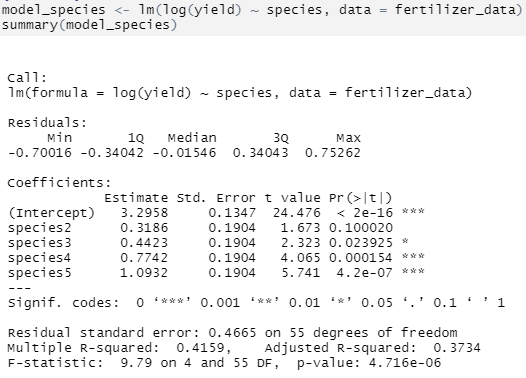 model_species <- lm(log(yield) ~ species, data = fertilizer_data)
summary(model_species)
Call:
lm(formula = log(yield) ~ species, data = fertilizer_data)
Residuals:
     Min       1Q   Median       3Q      Max
-0.70016 -0.34042 -0.01546  0.34043  0.75262
Coefficients:
            Estimate Std. Error t value Pr(>|t|)
(Intercept)   3.2958     0.1347  24.476  < 2e-16 ***
species2      0.3186     0.1904   1.673 0.100020
species3      0.4423     0.1904   2.323 0.023925 *
species4      0.7742     0.1904   4.065 0.000154 ***
species5      1.0932     0.1904   5.741  4.2e-07 ***
---
Signif. codes:  0 ‘***’ 0.001 ‘**’ 0.01 ‘*’ 0.05 ‘.’ 0.1 ‘ ’ 1
Residual standard error: 0.4665 on 55 degrees of freedom
Multiple R-squared:  0.4159,	Adjusted R-squared:  0.3734
F-statistic:  9.79 on 4 and 55 DF,  p-value: 4.716e-06